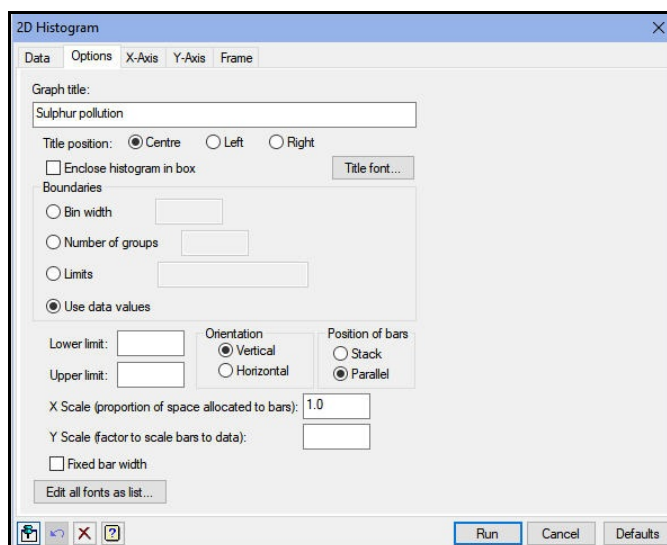 2D Histogram
Data Options X-Axis Y-Axis Frame
Graph title:
Sulphur pollution
Title position: Centre Left Right
Enclose histogram in box Title font...
Boundaries
Bin width
Number of groups
Limits
Use data values
Lower limit:
Upper limit:
Orientation
Vertical
Horizontal
Position of bars
Stack
Parallel
X Scale (proportion of space allocated to bars): 1.0
Y Scale (factor to scale bars to data):
Fixed bar width
Edit all fonts as list...
Run Cancel Defaults